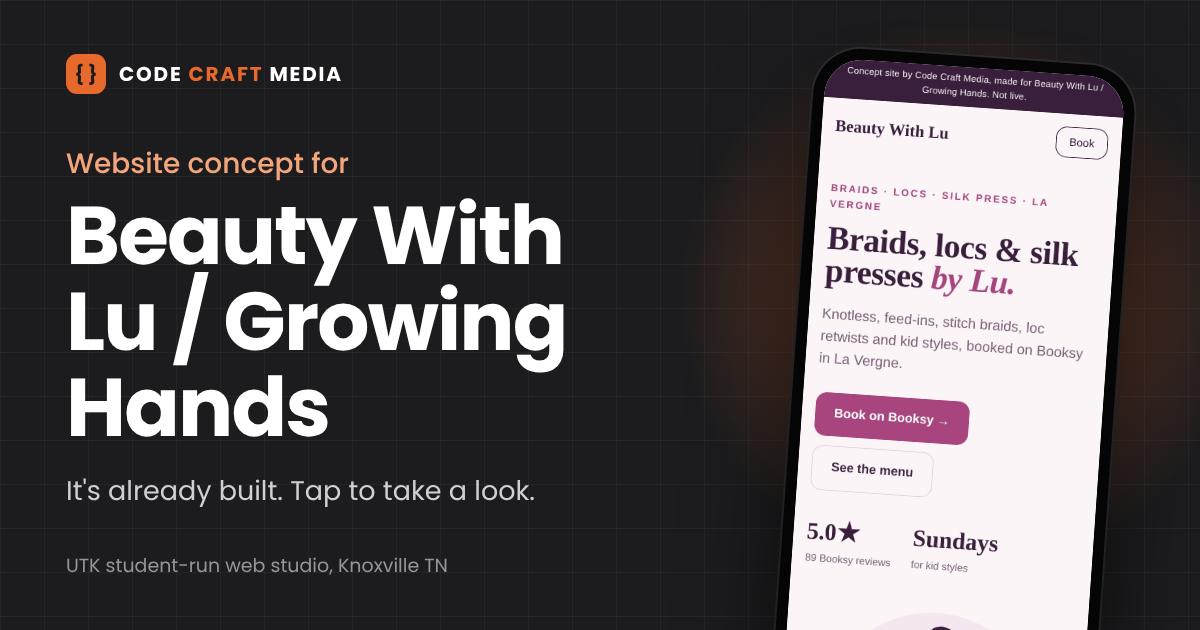 { } CODE CRAFT MEDIA
Website concept for
Beauty With
Lu / Growing
Hands
It's already built. Tap to take a look.
UTK student-run web studio, Knoxville TN
Concept site by Code Craft Media, made for Beauty With Lu /
Growing Hands. Not live.
Beauty With Lu
Book
BRAIDS · LOCS · SILK PRESS · LA
VERGNE
Braids, locs & silk
presses by Lu.
Knotless, feed-ins, stitch braids, loc
retwists and kid styles, booked on Booksy
in La Vergne.
Book on Booksy →
See the menu
5.0★
89 Booksy reviews
Sundays
for kid styles